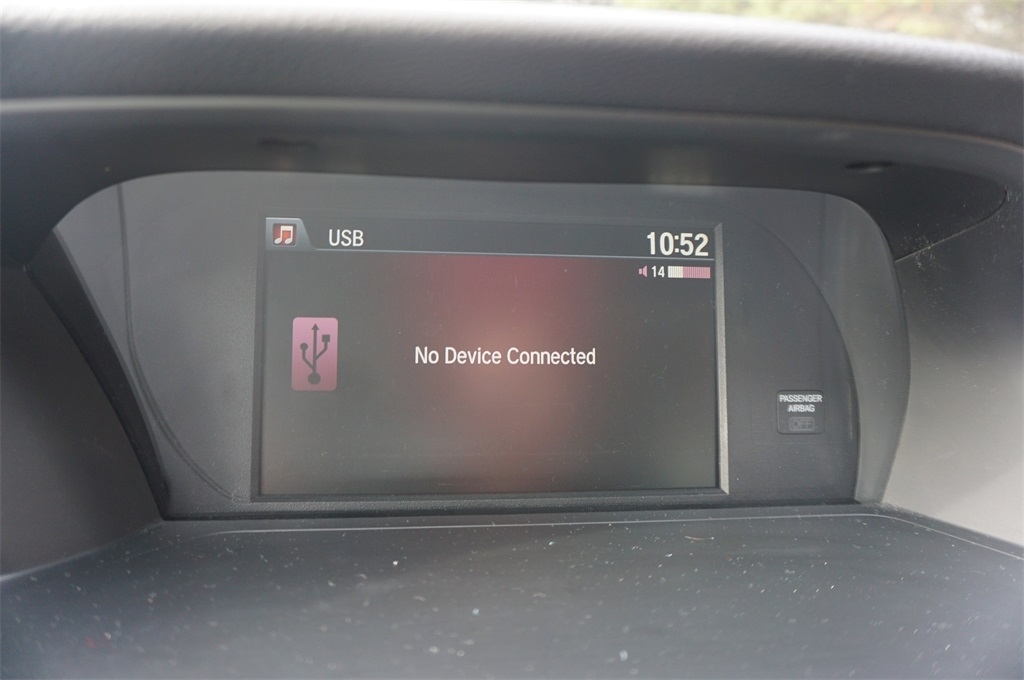 USB
10:52
14
No Device Connected
PASSENGER
AIRBAG
OFF